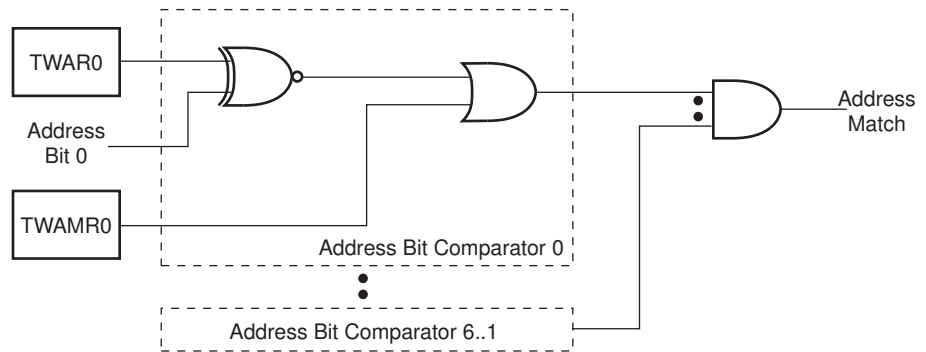 TWAR0
Address
Bit 0
TWAMR0
Address Bit Comparator 0
Address Bit Comparator 6..1
Address
Match